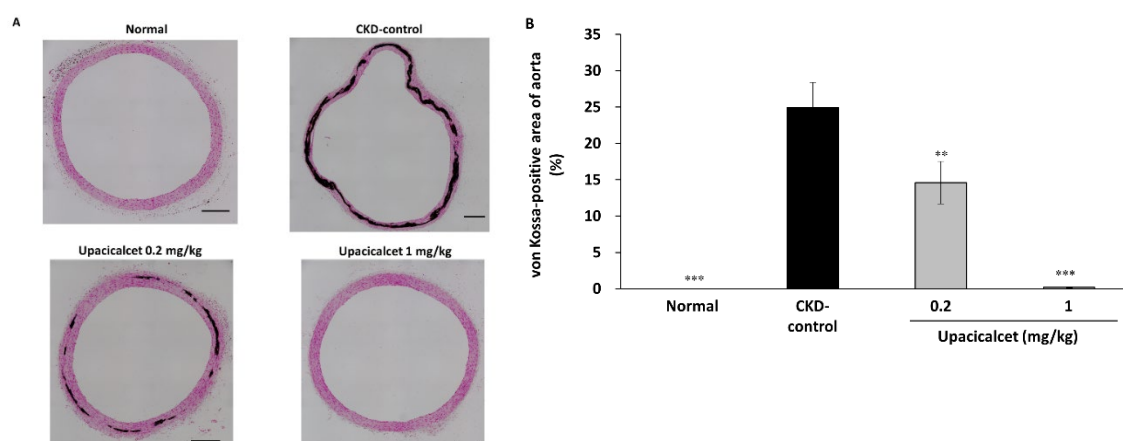 A
Normal
CKD-control
Upacicalcet 0.2 mg/kg
Upacicalcet 1 mg/kg
B
von Kossa-positive area of aorta
(%)
35
30
25
20
15
10
5
0
***
**
***
Normal
CKD-
control
0.2
1
Upacicalcet (mg/kg)